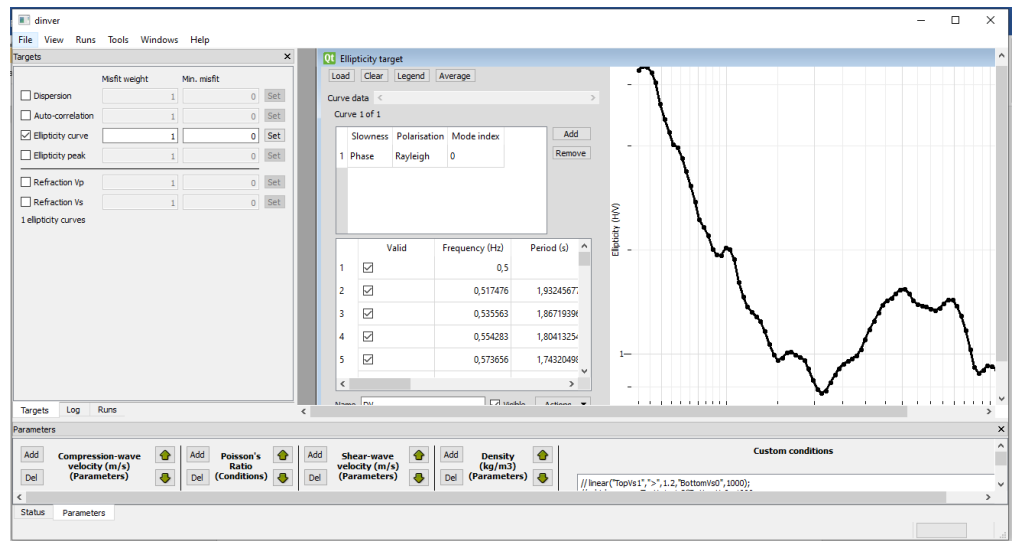 dinver
File View Runs Tools Windows Help
Targets
Misfit weight Min. misfit
Dispersion 1 0 Set
Auto-correlation 1 0 Set
Ellipticity curve 1 0 Set
Ellipticity peak 1 0 Set
Refraction Vp 1 0 Set
Refraction Vs 1 0 Set
1 ellipticity curves
Targets Log Runs
Qt Ellipticity target
Load Clear Legend Average
Curve data
Curve 1 of 1
Slowness Polarisation Mode index
1 Phase Rayleigh 0
Add
Remove
Valid Frequency (Hz) Period (s)
1 0,5
2 0,517476 1,93245677
3 0,535563 1,86719396
4 0,554283 1,80413254
5 0,573656 1,74320498
Name Visible Actions
Ellipticity (H/V)
1
Parameters
Add Del Compression-wave
velocity (m/s)
(Parameters)
Add Del Poisson's
Ratio
(Conditions)
Add Del Shear-wave
velocity (m/s)
(Parameters)
Add Del Density
(kg/m3)
(Parameters)
Custom conditions
// linear("TopVs1",">",1.2,"BottomVs0",1000);
Status Parameters